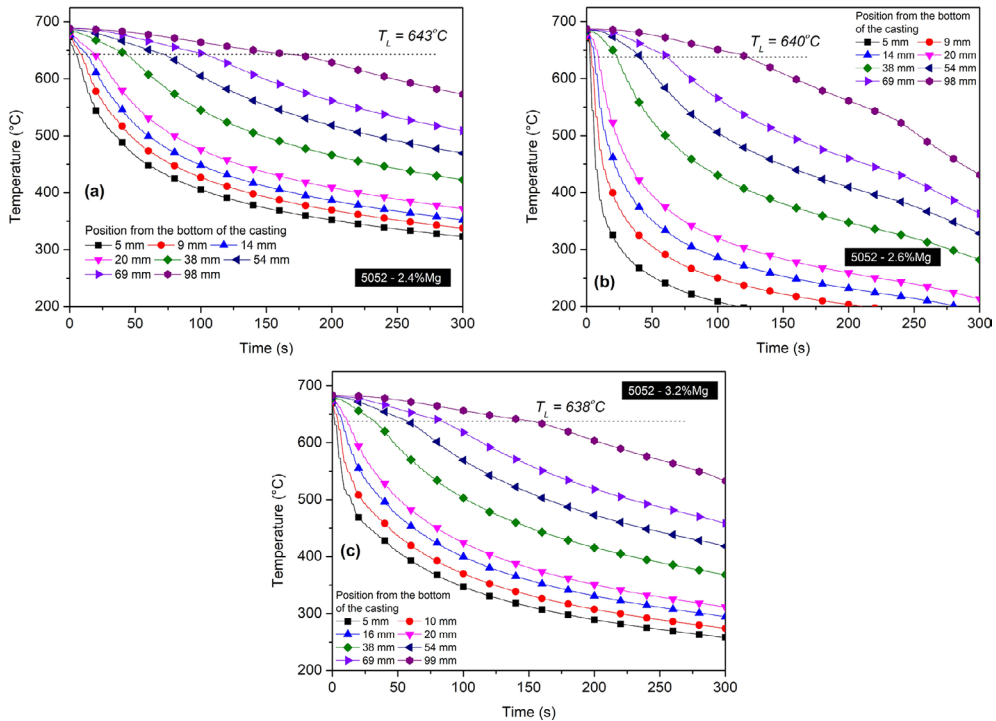 700
600
500
400
300
200
0
50
100
150
200
250
300
Temperature (°C)
Time (s)
T_L = 643°C
(a)
Position from the bottom of the casting
5 mm 9 mm 14 mm
20 mm 38 mm 54 mm
69 mm 98 mm
5052 - 2.4%Mg
700
600
500
400
300
200
0
50
100
150
200
250
300
Temperature (°C)
Time (s)
T_L = 640°C
Position from the bottom
of the casting
5 mm 9 mm
14 mm 20 mm
38 mm 54 mm
69 mm 98 mm
(b)
5052 - 2.6%Mg
700
600
500
400
300
200
0
50
100
150
200
250
300
Temperature (°C)
Time (s)
5052 - 3.2%Mg
T_L = 638°C
(c)
Position from the bottom
of the casting
5 mm 10 mm
16 mm 20 mm
38 mm 54 mm
69 mm 99 mm